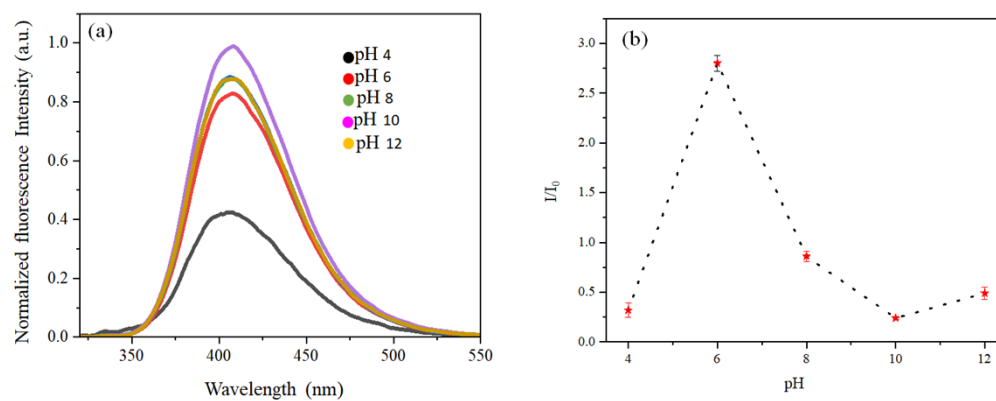 (a)
Normalized fluorescence Intensity (a.u.)
1.0
0.8
0.6
0.4
0.2
0.0
pH 4
pH 6
pH 8
pH 10
pH 12
350
400
450
500
550
Wavelength (nm)
(b)
I/I₀
3.0
2.5
2.0
1.5
1.0
0.5
0.0
4
6
8
10
12
pH